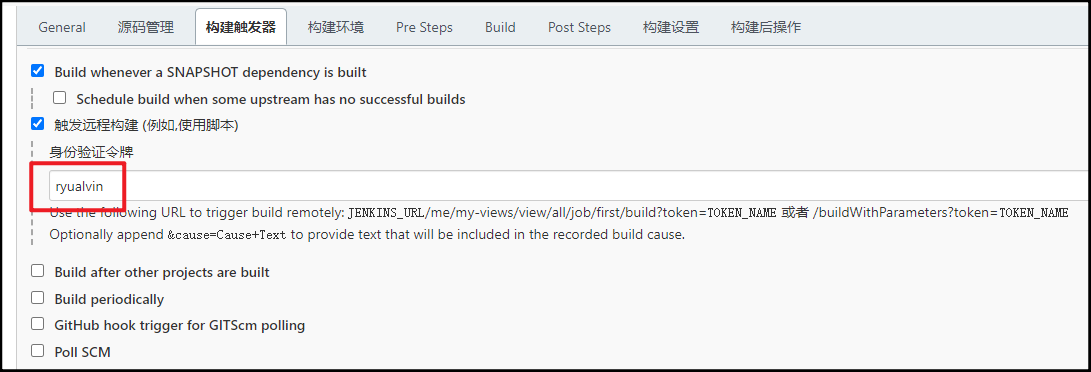 General 源码管理 构建触发器 构建环境 Pre Steps Build Post Steps 构建设置 构建后操作
Build whenever a SNAPSHOT dependency is built
Schedule build when some upstream has no successful builds
触发远程构建 (例如,使用脚本)
身份验证令牌
ryualvin
Use the following URL to trigger build remotely: JENKINS_URL/me/my-views/view/all/job/first/build?token=TOKEN_NAME 或者 /buildWithParameters?token=TOKEN_NAME
Optionally append &cause=Cause+Text to provide text that will be included in the recorded build cause.
Build after other projects are built
Build periodically
GitHub hook trigger for GITScm polling
Poll SCM